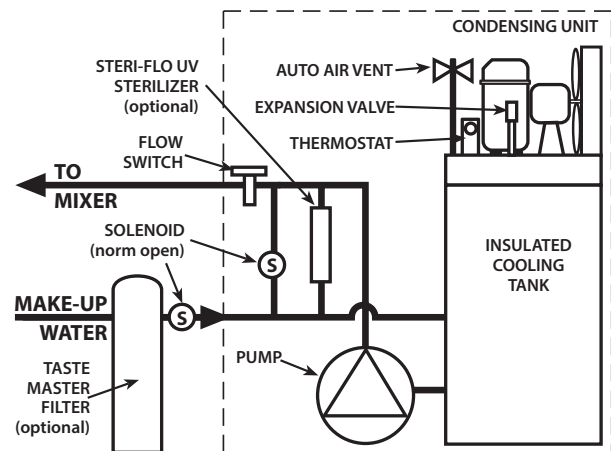 CONDENSING UNIT
STERI-FLO UV
STERILIZER
(optional)
AUTO AIR VENT
EXPANSION VALVE
THERMOSTAT
FLOW
SWITCH
TO
MIXER
SOLENOID
(norm open)
S
INSULATED
COOLING
TANK
MAKE-UP
WATER
S
PUMP
TASTE
MASTER
FILTER
(optional)